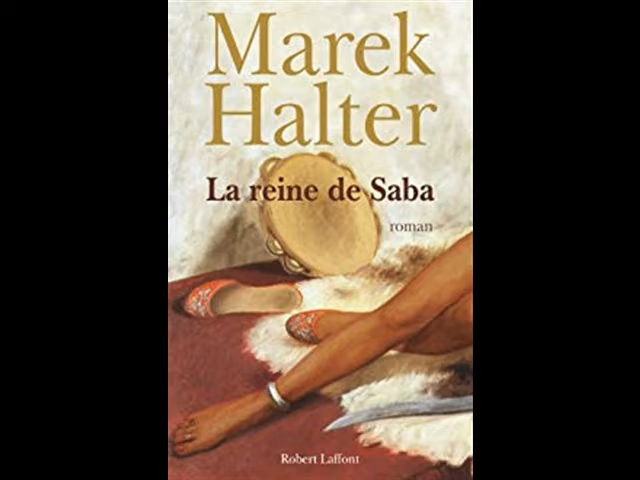 Marek
Halter
La reine de Saba
roman
Robert Laffont